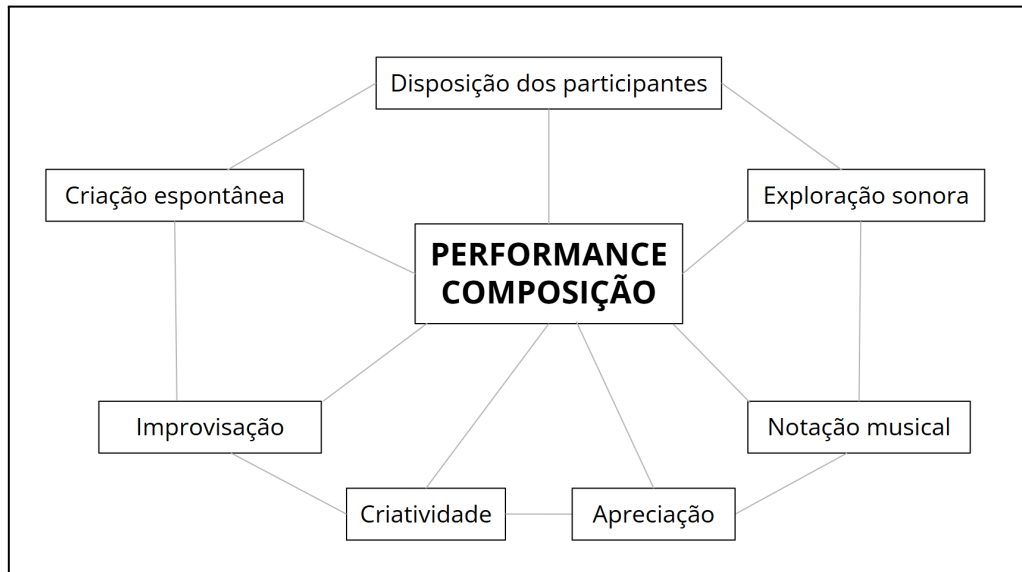 Disposição dos participantes
Criação espontânea
Exploração sonora
PERFORMANCE
COMPOSIÇÃO
Improvisação
Notação musical
Criatividade
Apreciação